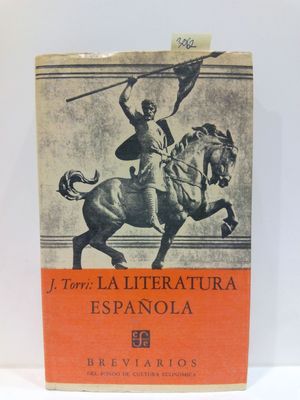 3062
J. Torri: LA LITERATURA
ESPAÑOLA
BREVIARIOS
DEL FONDO DE CULTURA ECONÓMICA